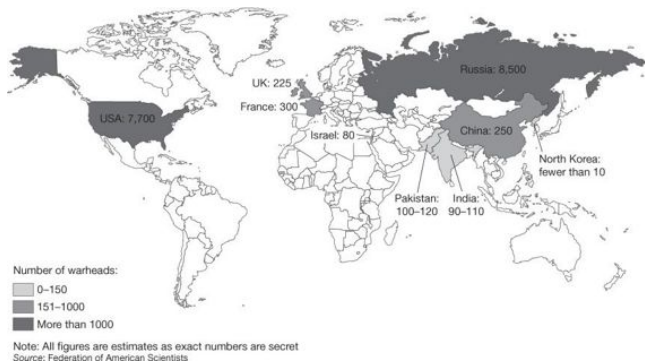 Russia: 8,500
UK: 225
France: 300
USA: 7,700
China: 250
Israel: 80
North Korea:
fewer than 10
Pakistan:
100–120
India:
90–110
Number of warheads:
0–150
151–1000
More than 1000
Note: All figures are estimates as exact numbers are secret
Source: Federation of American Scientists